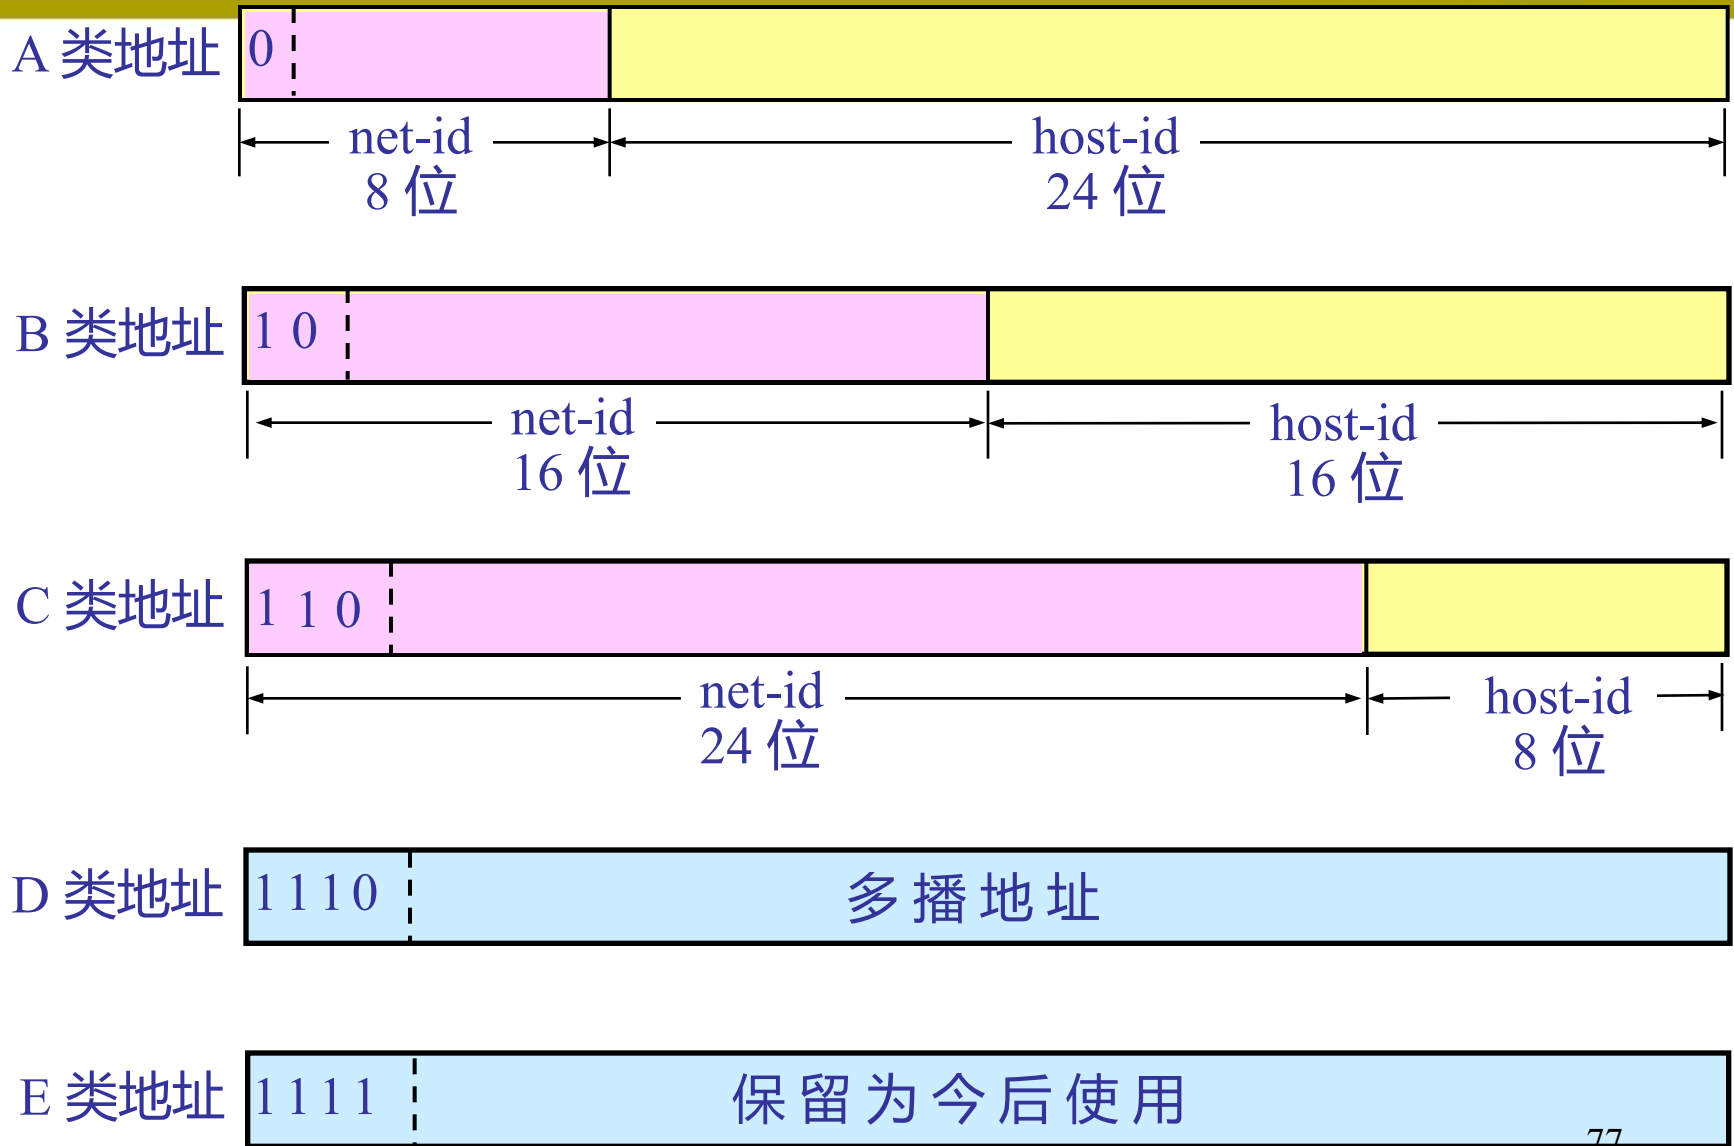 A 类地址 0
net-id host-id
8 位 24 位
B 类地址 1 0
net-id host-id
16 位 16 位
C 类地址 1 1 0
net-id host-id
24 位 8 位
D 类地址 1 1 1 0 多播地址
E 类地址 1 1 1 1 保留为今后使用
77